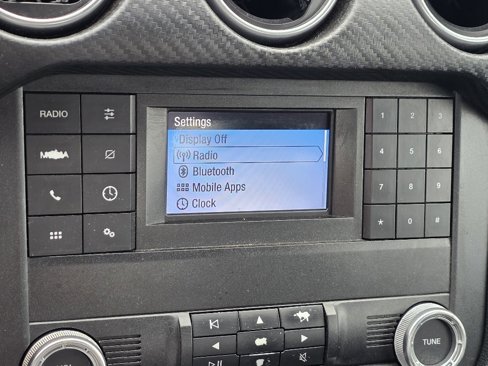 Settings
Display Off
Radio
Bluetooth
Mobile Apps
Clock
RADIO
1
2
3
4
5
6
7
8
9
*
0
#
TUNE